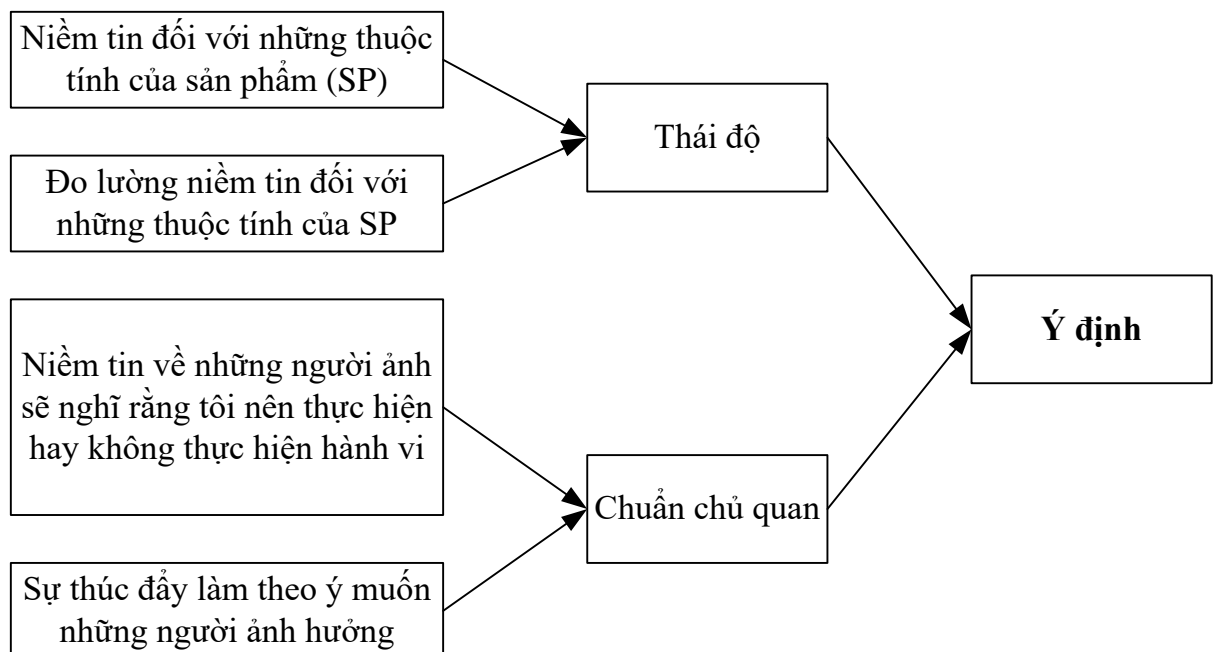 Niềm tin đối với những thuộc
tính của sản phẩm (SP)
Đo lường niềm tin đối với
những thuộc tính của SP
Niềm tin về những người ảnh
sẽ nghĩ rằng tôi nên thực hiện
hay không thực hiện hành vi
Sự thúc đẩy làm theo ý muốn
những người ảnh hưởng
Thái độ
Chuẩn chủ quan
Ý định